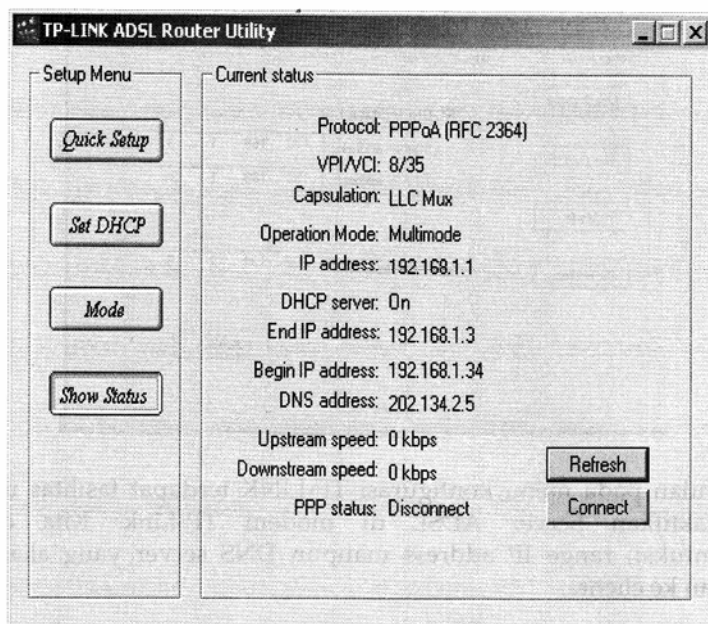 TP-LINK ADSL Router Utility
Setup Menu
Quick Setup
Set DHCP
Mode
Show Status
Current status
Protocol: PPPoA (RFC 2364)
VPI/VCI: 8/35
Capsulation: LLC Mux
Operation Mode: Multimode
IP address: 192.168.1.1
DHCP server: On
End IP address: 192.168.1.3
Begin IP address: 192.168.1.34
DNS address: 202.134.2.5
Upstream speed: 0 kbps
Downstream speed: 0 kbps
PPP status: Disconnect
Refresh
Connect